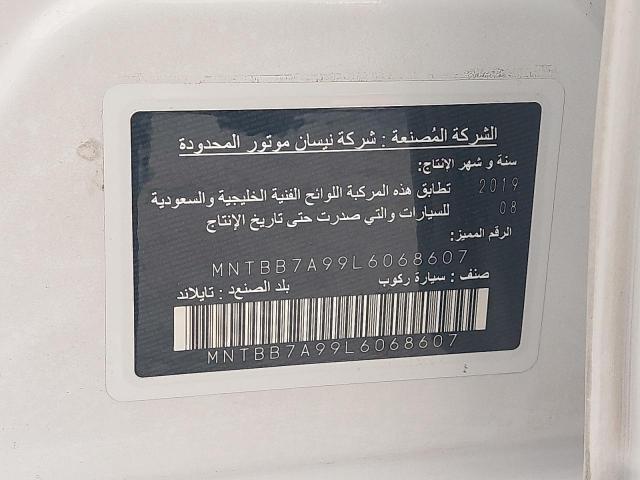 الشركة المُصنعة : شركة نيسان موتور المحدودة
سنة و شهر الإنتاج:
2019 تطابق هذه المركبة اللوائح الفنية الخليجية والسعودية
08 للسيارات والتي صدرت حتى تاريخ الإنتاج
الرقم المميز:
MNTBB7A99L6068607
صنف : سيارة ركوب بلد الصنعد : تايلاند
MNTBB7A99L6068607